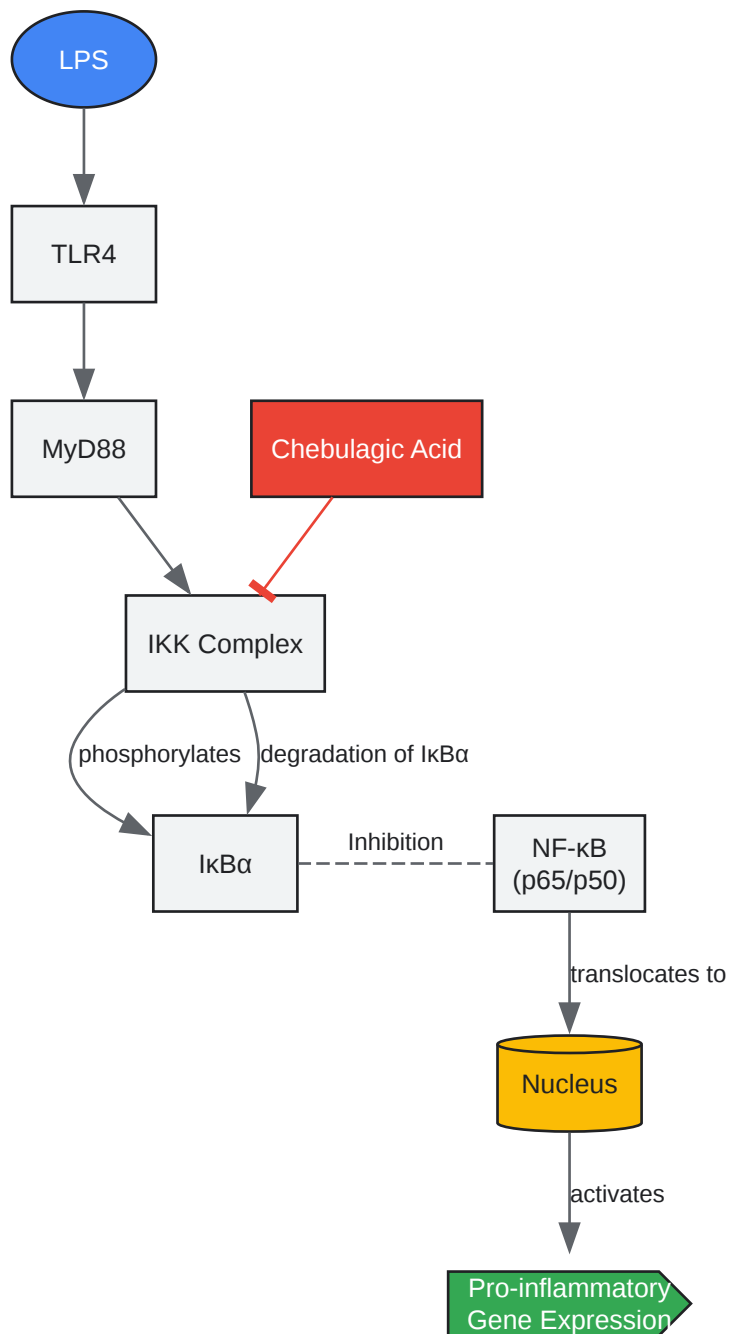 LPS
TLR4
MyD88
Chebulagic Acid
IKK Complex
phosphorylates
degradation of IκBα
IκBα
Inhibition
NF-κB
(p65/p50)
translocates to
Nucleus
activates
Pro-inflammatory
Gene Expression